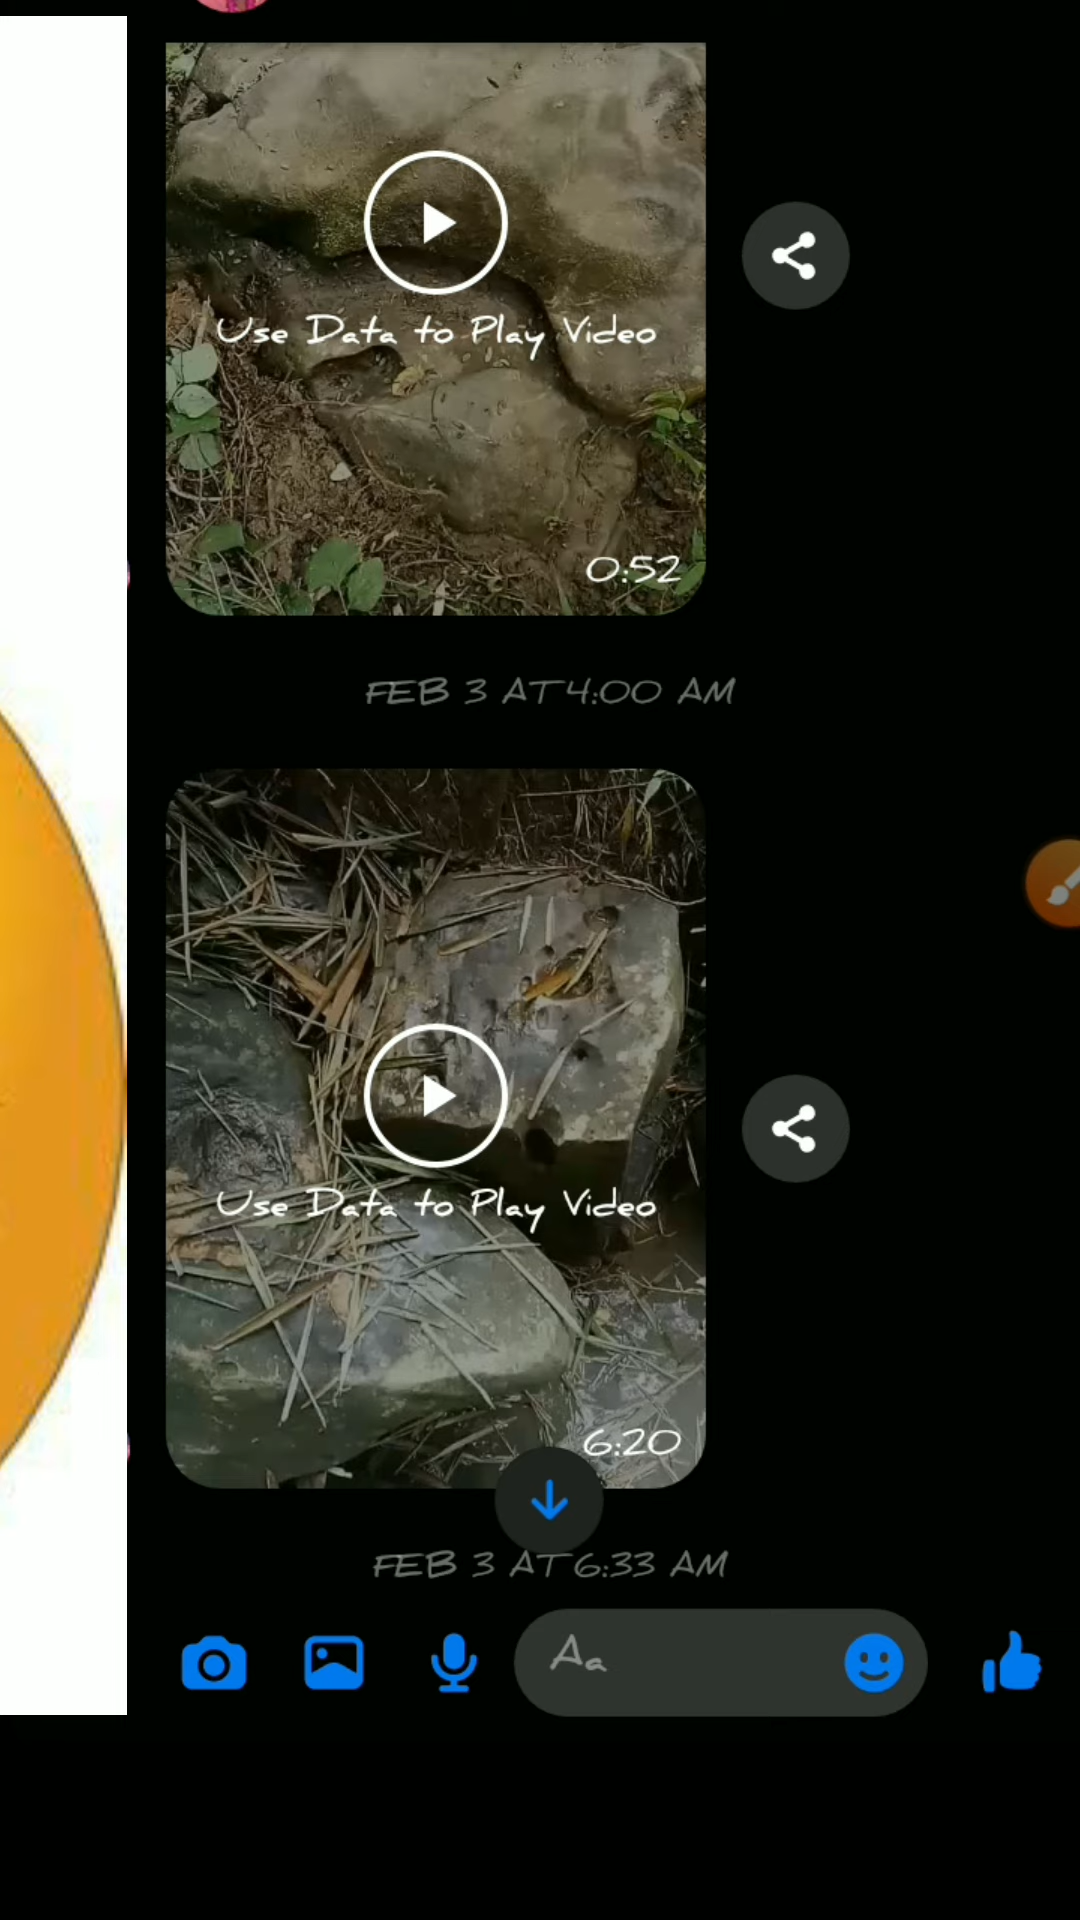 Use Data to Play Video
0:52
FEB 3 AT 4:00 AM
Use Data to Play Video
6:20
FEB 3 AT 6:33 AM
Aa